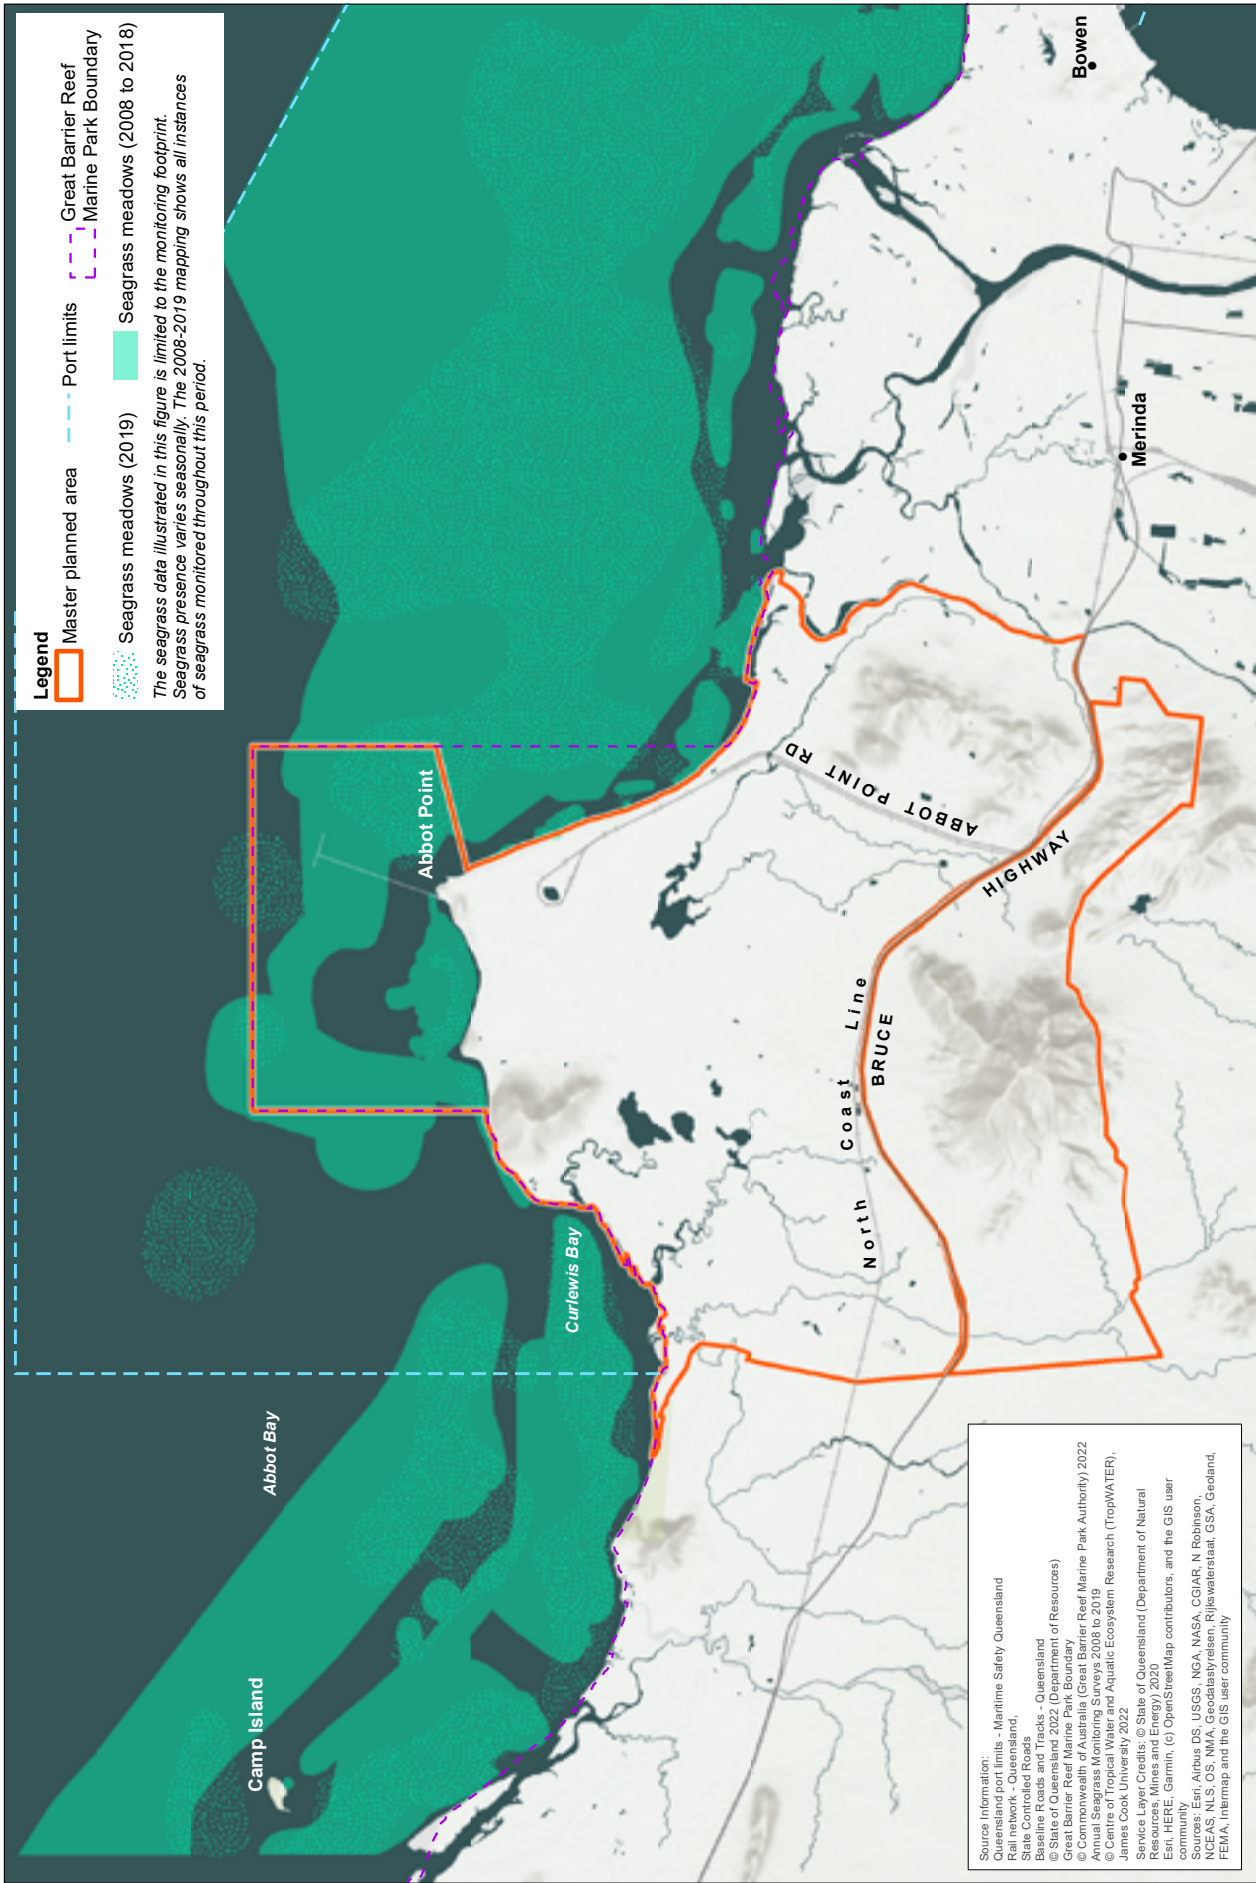 Legend
Master planned area
Port limits
Great Barrier Reef
Marine Park Boundary
Seagrass meadows (2019)
Seagrass meadows (2008 to 2018)
The seagrass data illustrated in this figure is limited to the monitoring footprint.
Seagrass presence varies seasonally. The 2008-2019 mapping shows all instances
of seagrass monitored throughout this period.
Camp Island
Abbot Bay
Curlewis Bay
Abbot Point
Bowen
Merinda
ABBOT POINT RD
North Coast Line
BRUCE HIGHWAY
Source Information:
Queensland port limits - Maritime Safety Queensland
Rail network - Queensland,
State Controlled Roads
Baseline Roads and Tracks - Queensland
© State of Queensland 2022 (Department of Resources)
Great Barrier Reef Marine Park Boundary
© Commonwealth of Australia (Great Barrier Reef Marine Park Authority) 2022
Annual Seagrass Monitoring Surveys 2008 to 2019
© Centre of Tropical Water and Aquatic Ecosystem Research (TropWATER),
James Cook University 2022
Service Layer Credits: © State of Queensland (Department of Natural
Resources, Mines and Energy) 2020
Esri, HERE, Garmin, (c) OpenStreetMap contributors, and the GIS user
community
Sources: Esri, Airbus DS, USGS, NGA, NASA, CGIAR, N Robinson,
NCEAS, NLS, OS, NMA, Geodatastyrelsen, Rijkswaterstaat, GSA, Geoland,
FEMA, Intermap and the GIS user community